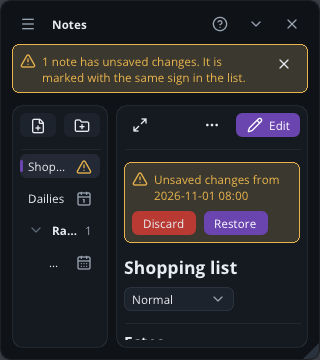 Notes
1 note has unsaved changes. It is
marked with the same sign in the list.
Edit
Shop...
Dailies
Ra... 1
...
Unsaved changes from
2026-11-01 08:00
Discard Restore
Shopping list
Normal